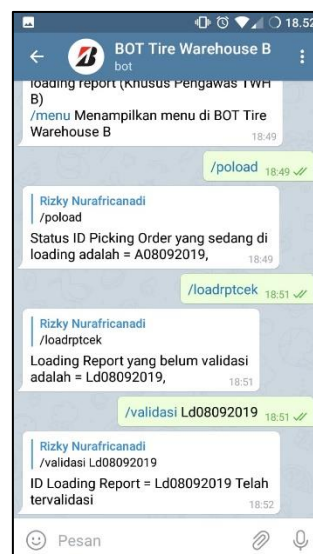 18.52
BOT Tire Warehouse B
bot
loading report (Khusus Pengawas TWH
B)
/menu Menampilkan menu di BOT Tire
Warehouse B
18:49
/poload 18:49
Rizky Nurafricanadi
/poload
Status ID Picking Order yang sedang di
loading adalah = A08092019,
18:49
/loadrptcek 18:51
Rizky Nurafricanadi
/loadrptcek
Loading Report yang belum validasi
adalah = Ld08092019,
18:51
/validasi Ld08092019 18:51
Rizky Nurafricanadi
/validasi Ld08092019
ID Loading Report = Ld08092019 Telah
tervalidasi
18:52
Pesan